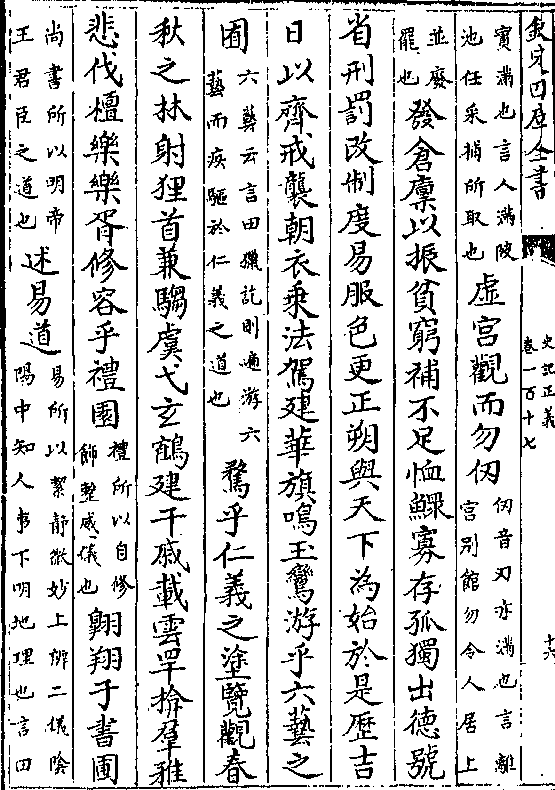 欽定四庫全書
史記正義
卷一百十七
十六
實滿也言人滿陂
池任采捕所取也
虛宮觀而勿仞
仞音刃亦滿也言離
宮別館勿令人居上
並廢
罷也
發倉廩以振貧窮補不足恤鰥寡存孤獨出德號
省刑罰改制度易服色更正朔與天下為始於是歷吉
日以齊戒襲朝衣乗法駕建華旗鳴玉鸞游乎六藝之
囿
六藝云言田獵訖則遍游六
藝而疾驅於仁義之道也
騖乎仁義之塗覽觀春
秋之林射狸首兼騶虞弋玄鶴建干戚載雲䍐揜羣雅
悲伐檀樂樂胥修容乎禮園
禮所以自修
飾整威儀也
翺翔于書圃
尚書所以明帝
王君臣之道也
述易道
易所以絜静微妙上辨二儀陰
陽中知人事下明地理也言田